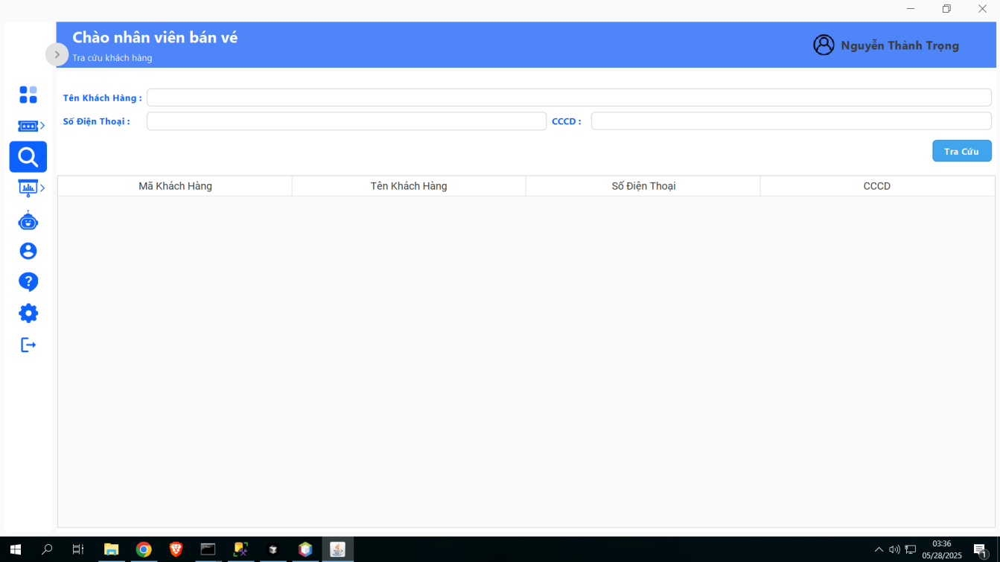 Chào nhân viên bán vé
Tra cứu khách hàng
Nguyễn Thành Trọng
Tên Khách Hàng :
Số Điện Thoại :
CCCD :
Tra Cứu
Mã Khách Hàng
Tên Khách Hàng
Số Điện Thoại
CCCD
03:36
05/28/2025
1